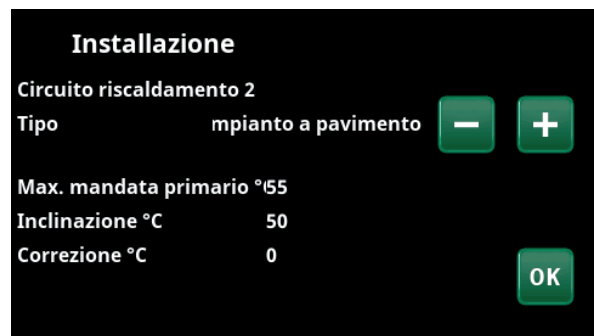 Installazione
Circuito riscaldamento 2
Tipo mpianto a pavimento − +
Max. mandata primario °(55
Inclinazione °C 50
Correzione °C 0
OK